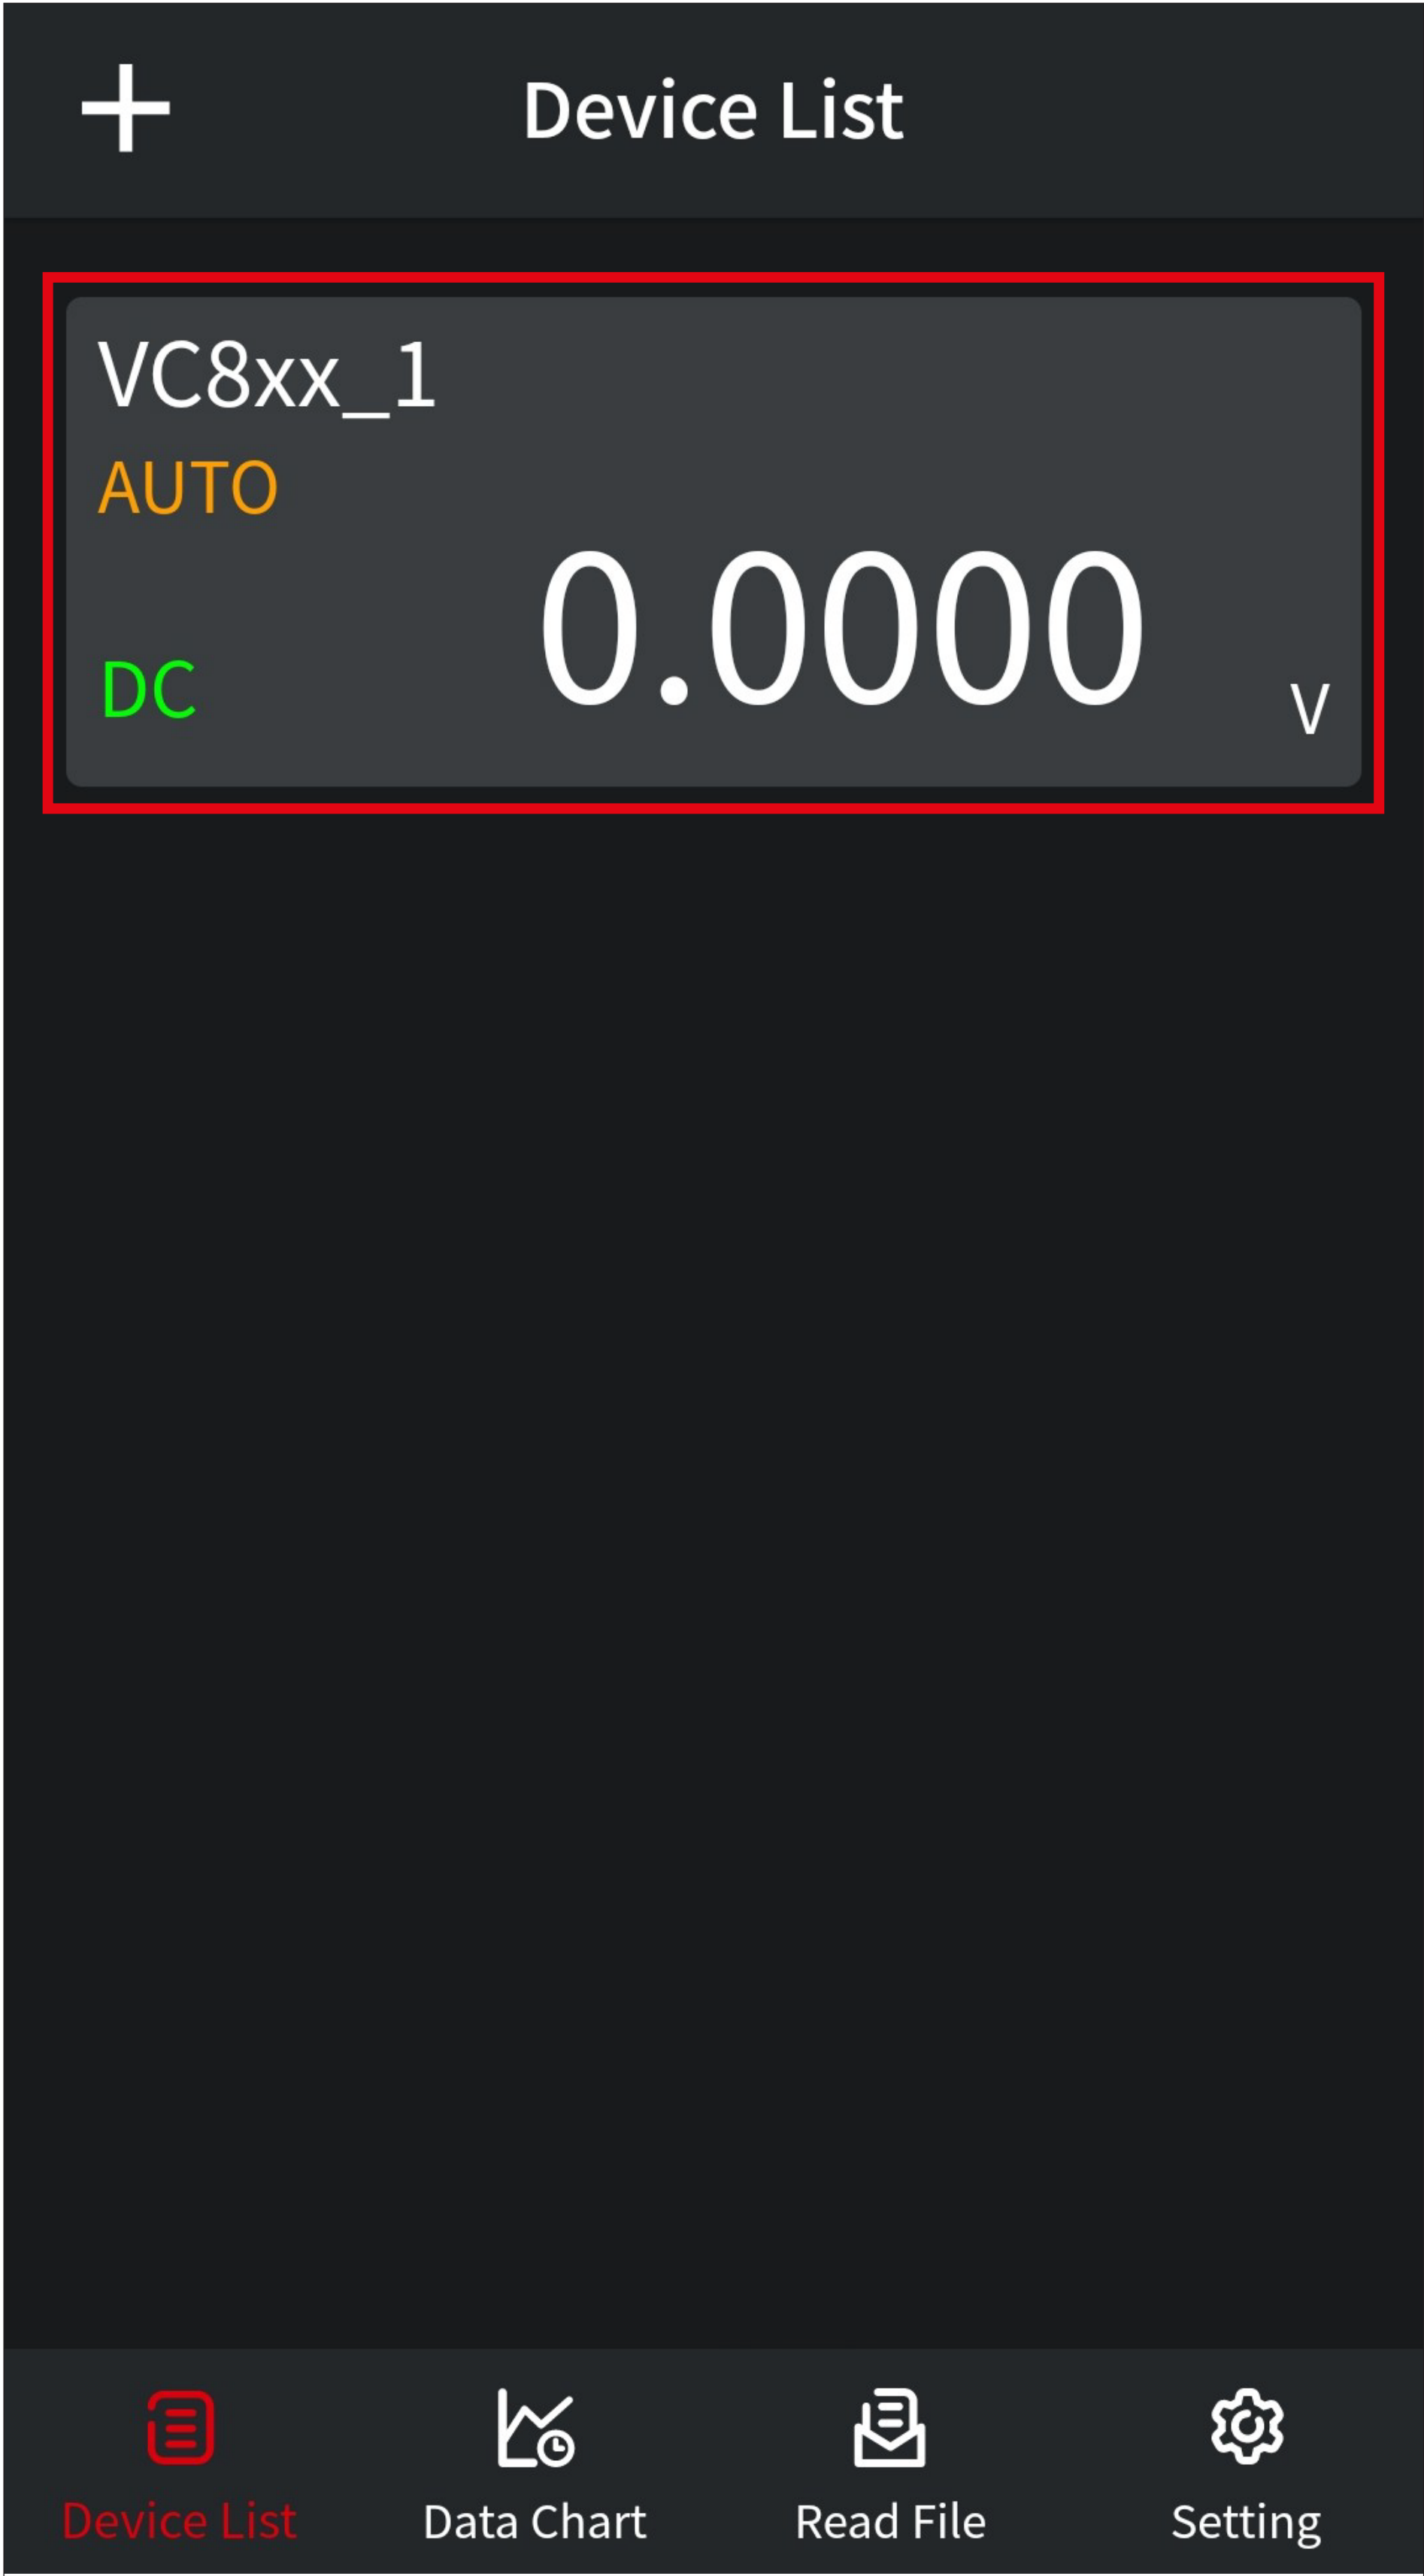 Device List
VC8xx_1
AUTO
DC 0.0000 V
Device List Data Chart Read File Setting